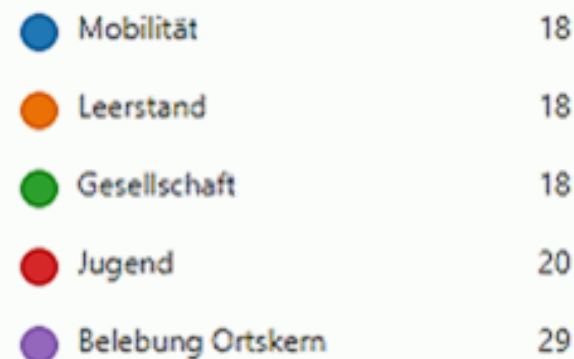 Mobilität 18
Leerstand 18
Gesellschaft 18
Jugend 20
Belebung Ortskern 29